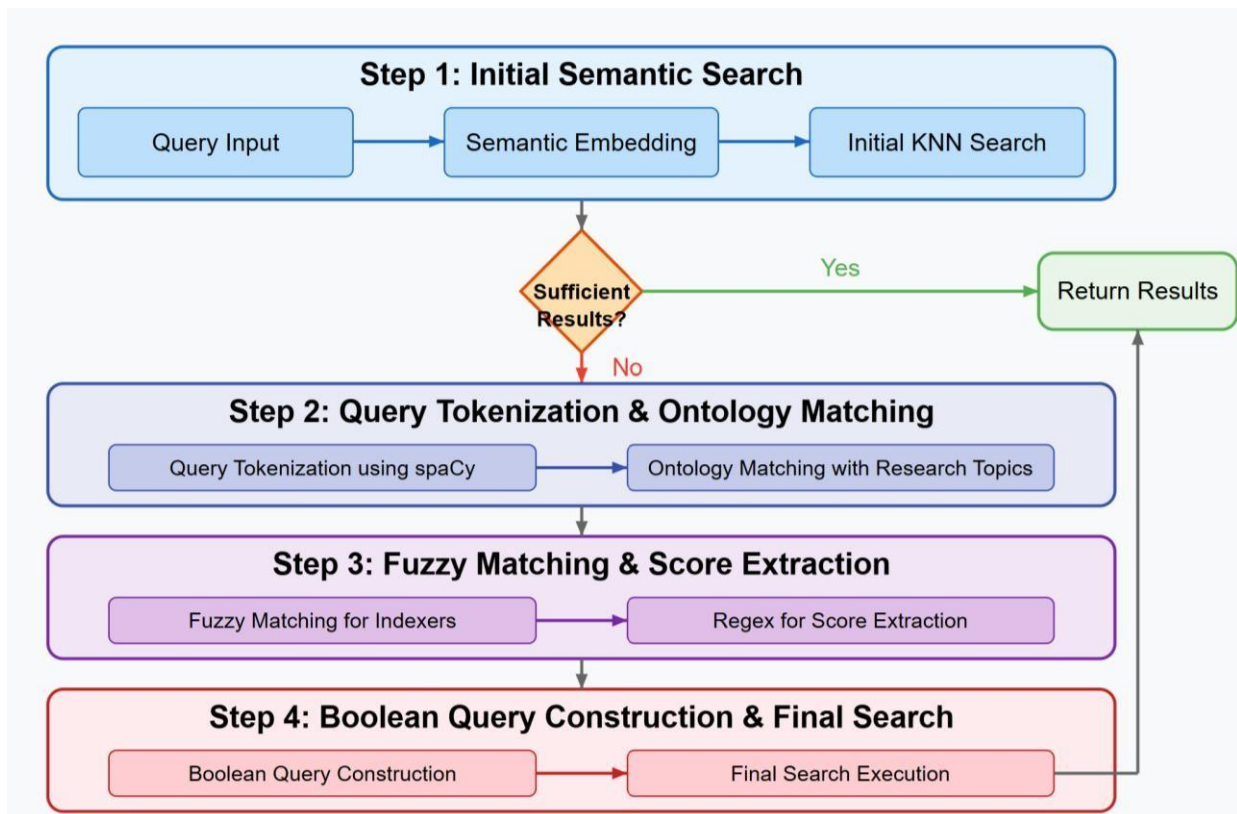 Step 1: Initial Semantic Search
Query Input
Semantic Embedding
Initial KNN Search
Sufficient
Results?
Yes
Return Results
No
Step 2: Query Tokenization & Ontology Matching
Query Tokenization using spaCy
Ontology Matching with Research Topics
Step 3: Fuzzy Matching & Score Extraction
Fuzzy Matching for Indexers
Regex for Score Extraction
Step 4: Boolean Query Construction & Final Search
Boolean Query Construction
Final Search Execution